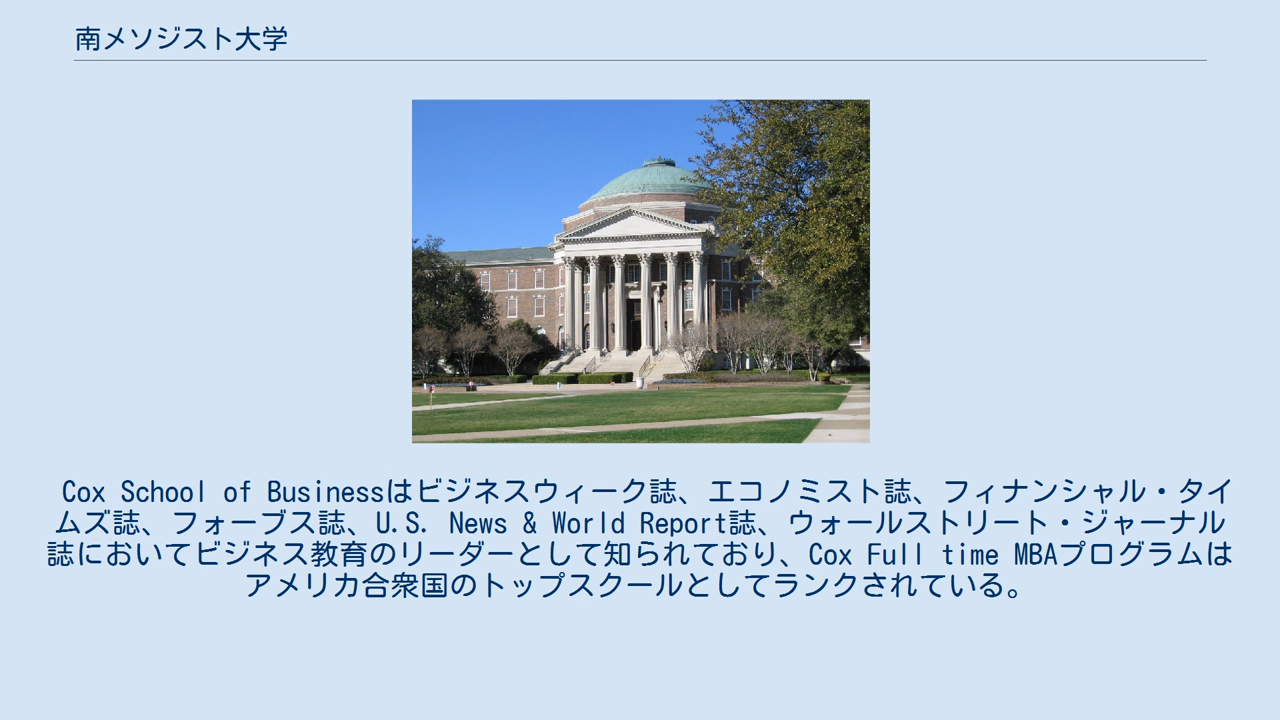 南メソジスト大学
Cox School of Businessはビジネスウィーク誌、エコノミスト誌、フィナンシャル・タイ
ムズ誌、フォーブス誌、U.S. News & World Report誌、ウォールストリート・ジャーナル
誌においてビジネス教育のリーダーとして知られており、Cox Full time MBAプログラムは
アメリカ合衆国のトップスクールとしてランクされている。